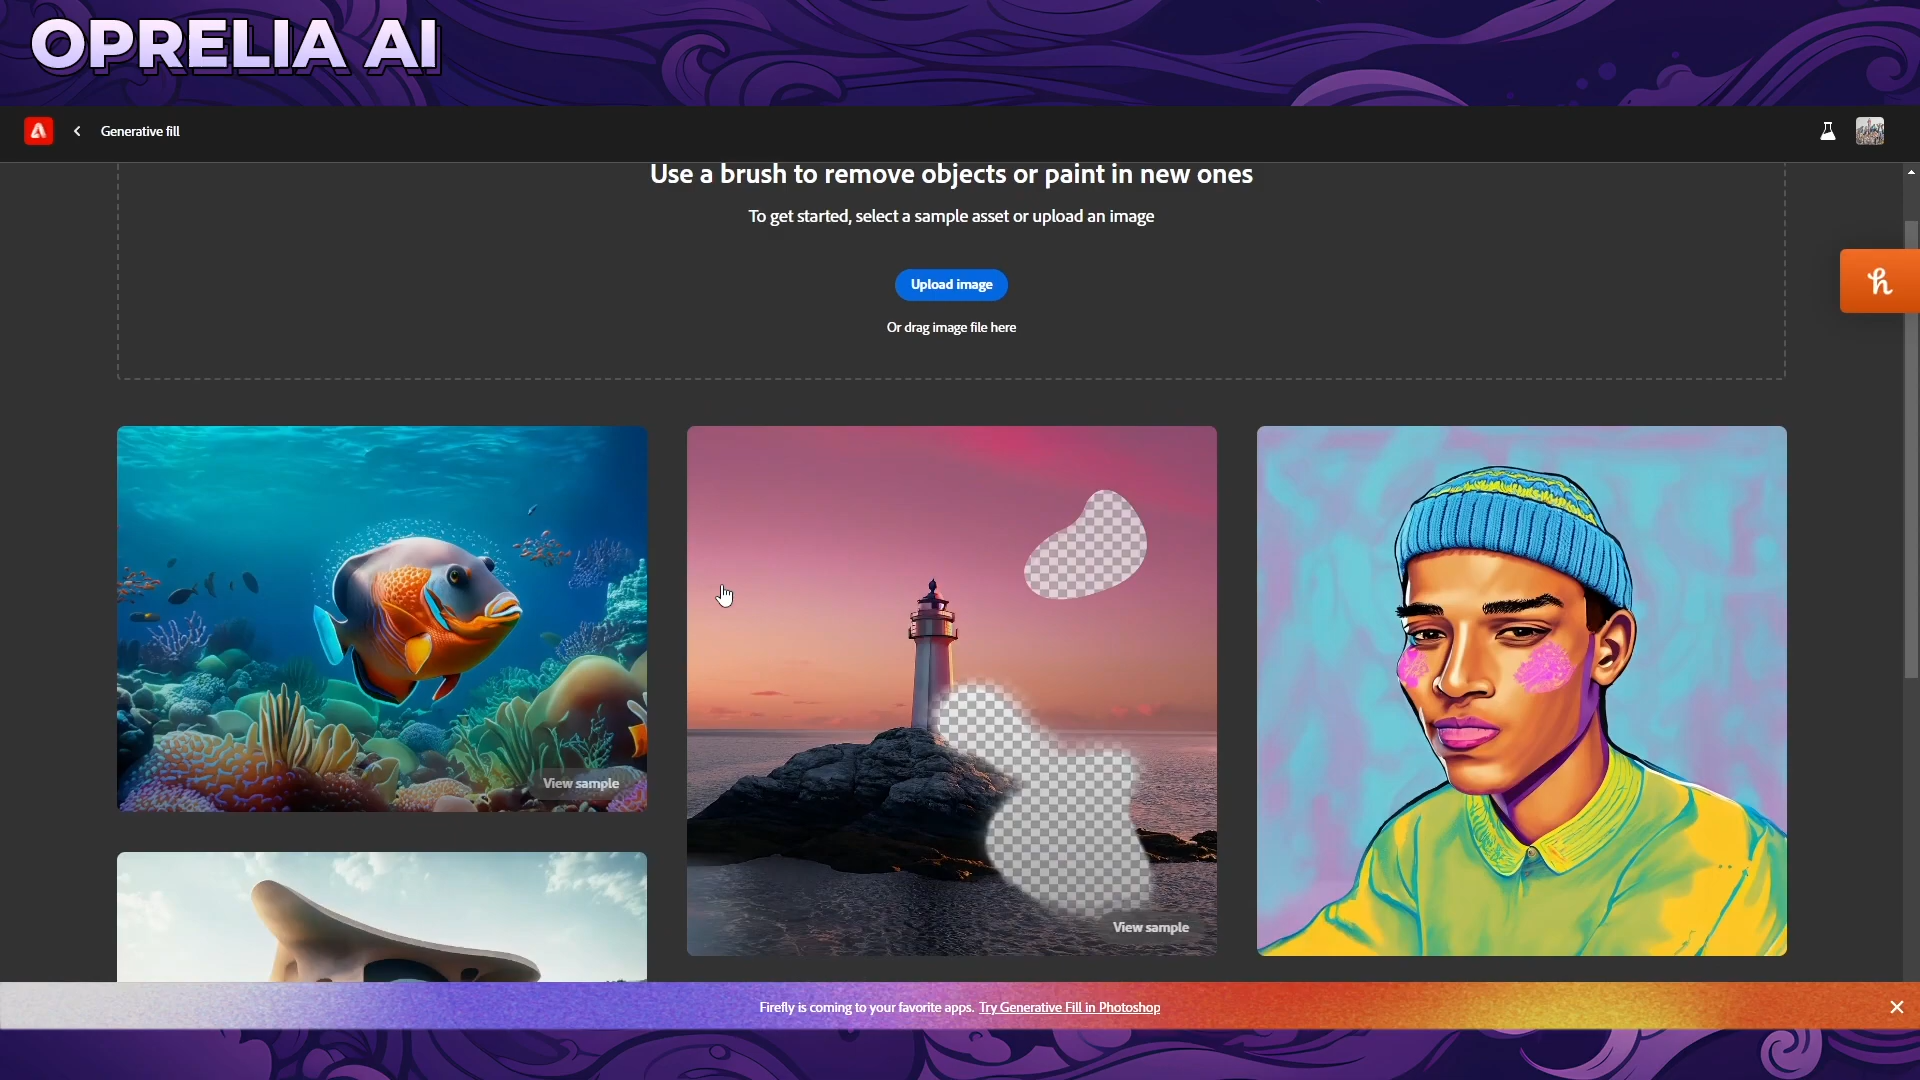 OPRELIA AI
Generative fill
Use a brush to remove objects or paint in new ones
To get started, select a sample asset or upload an image
Upload image
Or drag image file here
View sample
View sample
Firefly is coming to your favorite apps. Try Generative Fill in Photoshop